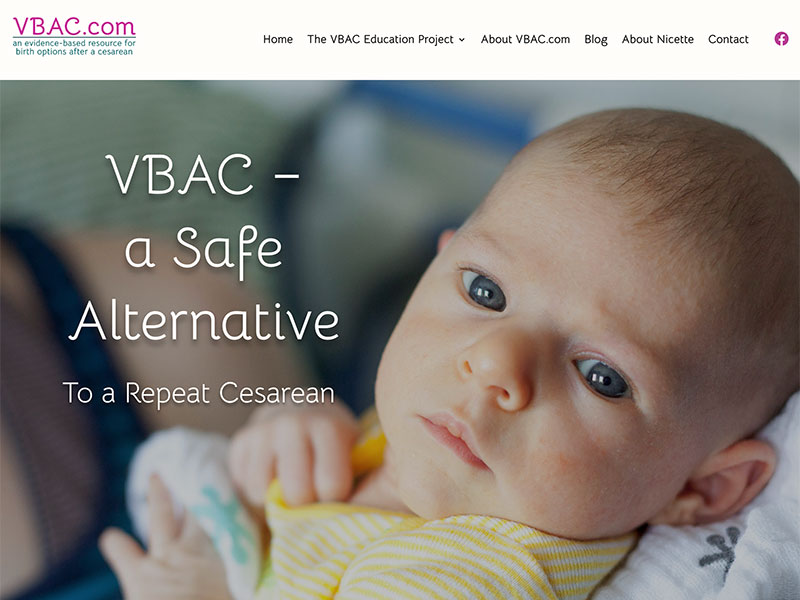 VBAC.com
an evidence-based resource for
birth options after a cesarean
Home The VBAC Education Project About VBAC.com Blog About Nicette Contact
VBAC –
a Safe
Alternative
To a Repeat Cesarean